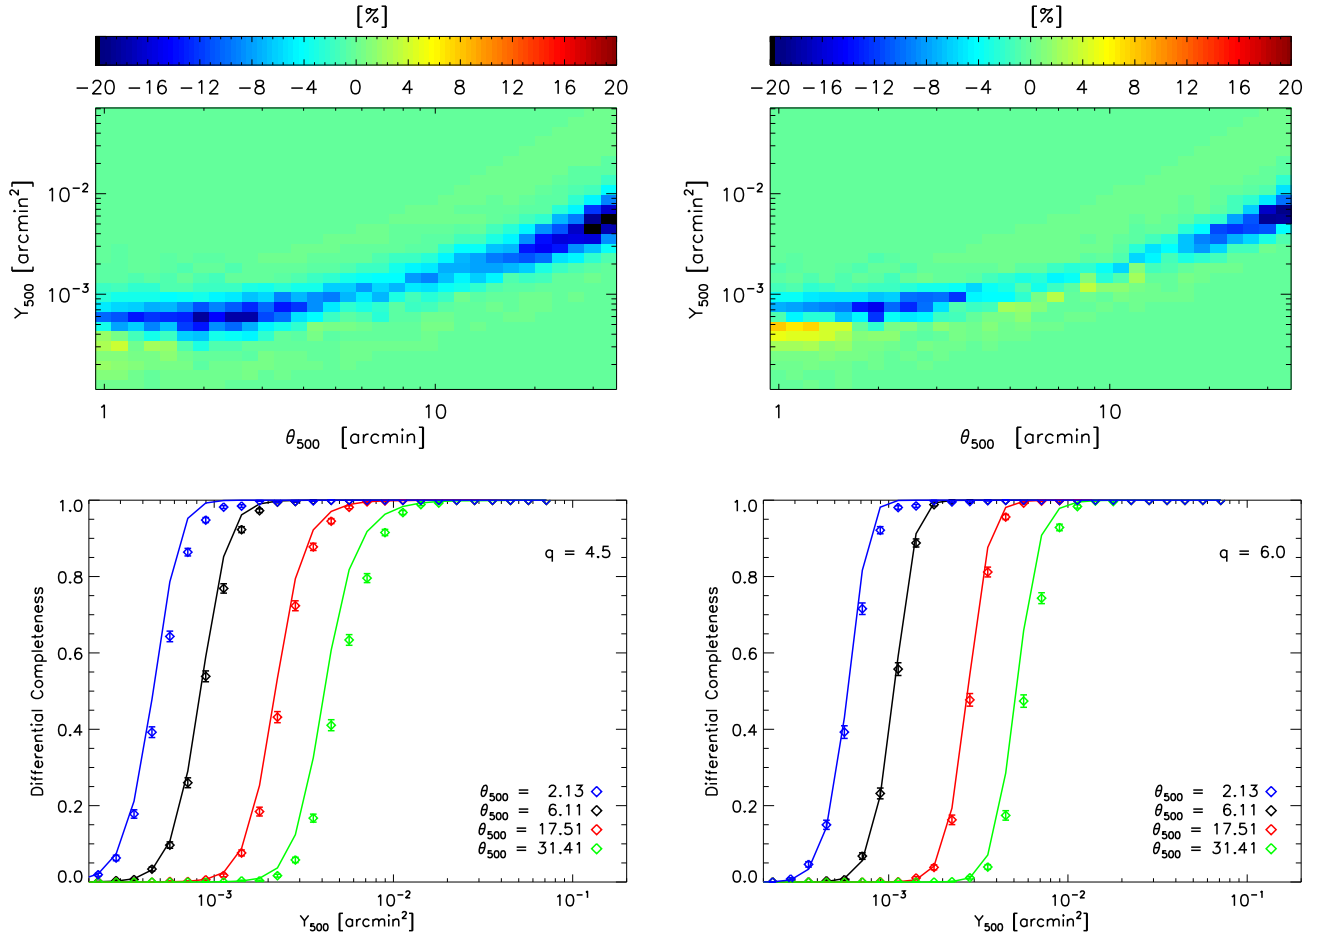 [%]
−20 −16 −12 −8 −4 0 4 8 12 16 20
Y500 [arcmin2]
10−2
10−3
1 10
θ500 [arcmin]
[%]
−20 −16 −12 −8 −4 0 4 8 12 16 20
Y500 [arcmin2]
10−2
10−3
1 10
θ500 [arcmin]
Differential Completeness
1.0
0.8
0.6
0.4
0.2
0.0
q = 4.5
θ500 = 2.13
θ500 = 6.11
θ500 = 17.51
θ500 = 31.41
10−3 10−2 10−1
Y500 [arcmin2]
Differential Completeness
1.0
0.8
0.6
0.4
0.2
0.0
q = 6.0
θ500 = 2.13
θ500 = 6.11
θ500 = 17.51
θ500 = 31.41
10−3 10−2 10−1
Y500 [arcmin2]